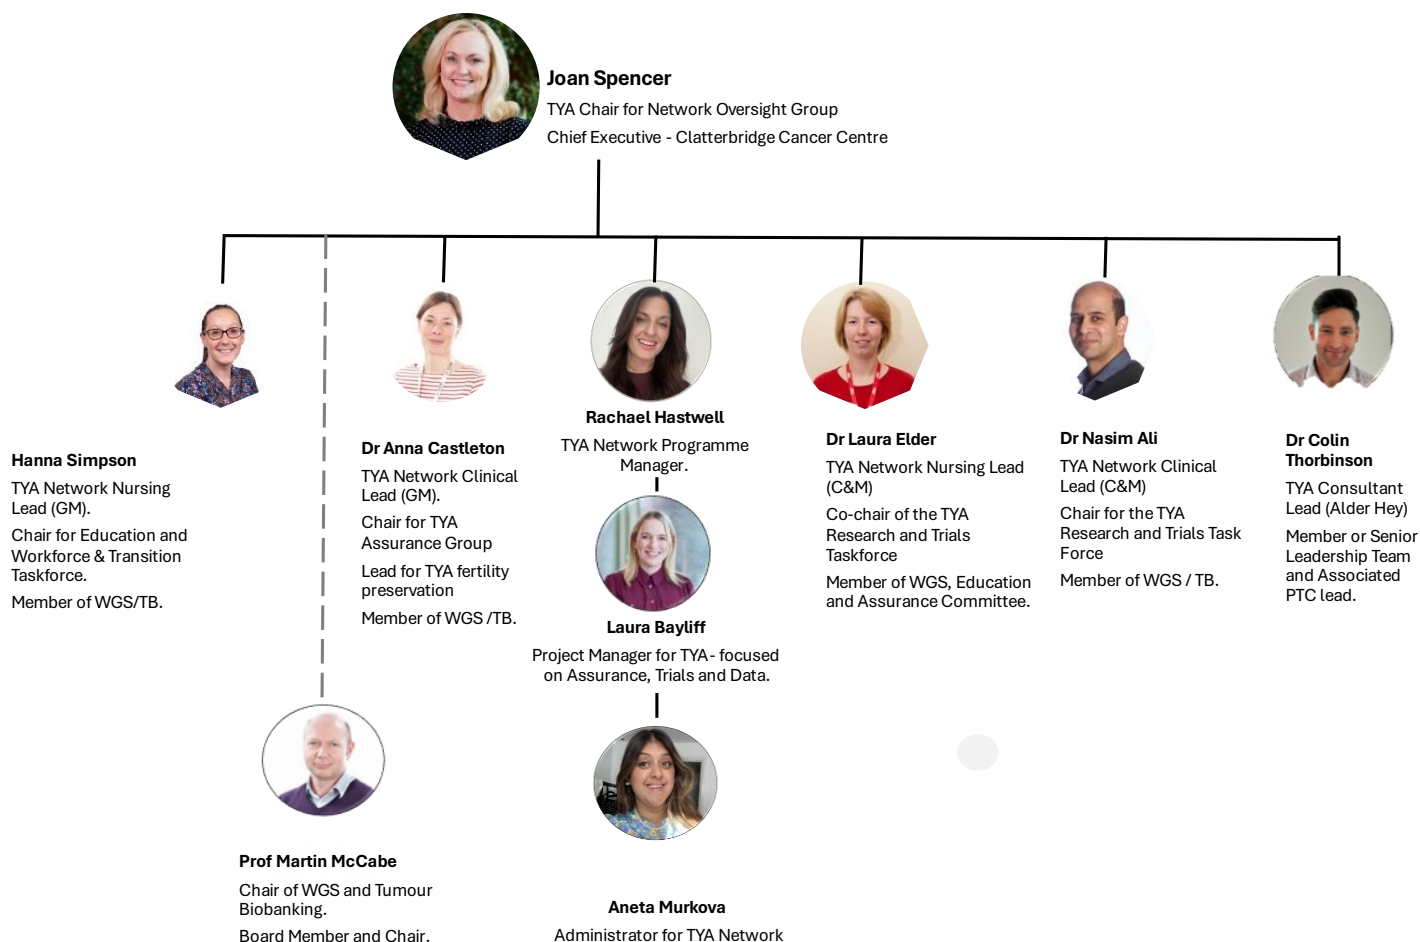 Joan Spencer
TYA Chair for Network Oversight Group
Chief Executive - Clatterbridge Cancer Centre
Hanna Simpson
TYA Network Nursing
Lead (GM).
Chair for Education and
Workforce & Transition
Taskforce.
Member of WGS/TB.
Dr Anna Castleton
TYA Network Clinical
Lead (GM).
Chair for TYA
Assurance Group
Lead for TYA fertility
preservation
Member of WGS /TB.
Rachael Hastwell
TYA Network Programme
Manager.
Laura Bayliff
Project Manager for TYA - focused
on Assurance, Trials and Data.
Dr Laura Elder
TYA Network Nursing Lead
(C&M)
Co-chair of the TYA
Research and Trials
Taskforce
Member of WGS, Education
and Assurance Committee.
Dr Nasim Ali
TYA Network Clinical
Lead (C&M)
Chair for the TYA
Research and Trials Task
Force
Member of WGS / TB.
Dr Colin
Thorbinson
TYA Consultant
Lead (Alder Hey)
Member or Senior
Leadership Team
and Associated
PTC lead.
Prof Martin McCabe
Chair of WGS and Tumour
Biobanking.
Board Member and Chair.
Aneta Murkova
Administrator for TYA Network